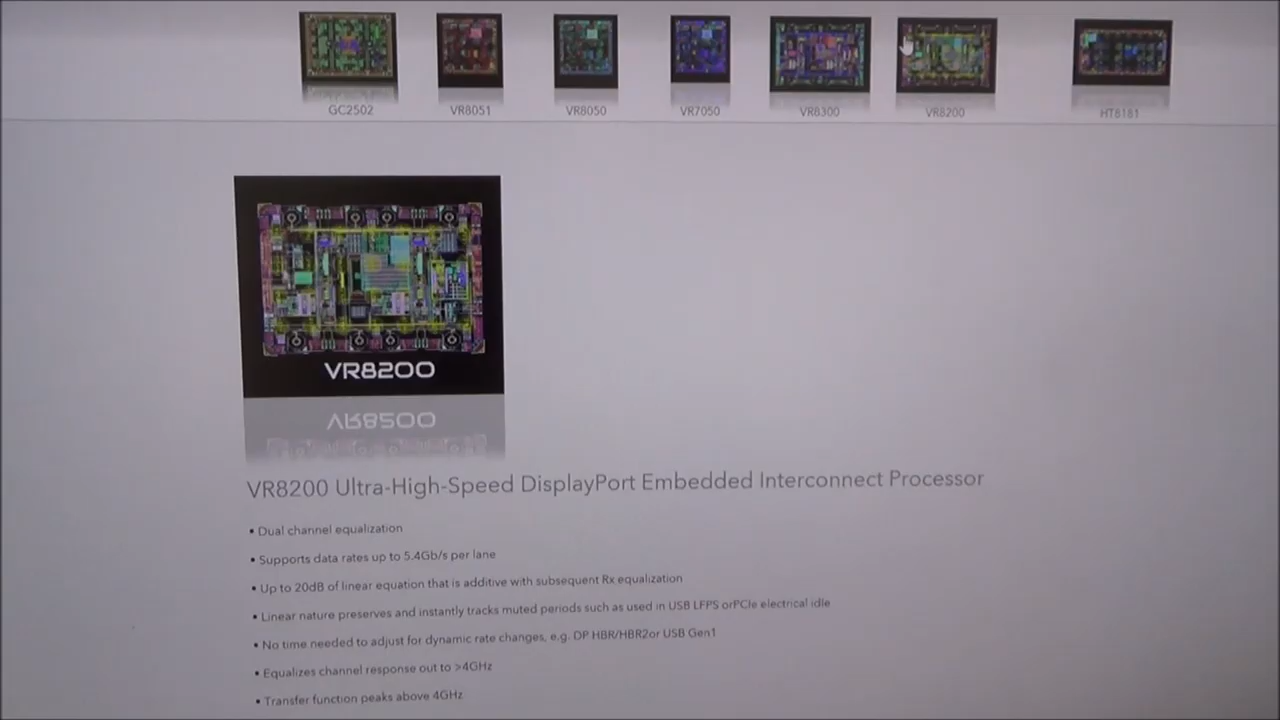 GC2502 VR8051 VR8050 VR7050 VR8300 VR8200 HT8181
VR8200
VR8200
VR8200 Ultra-High-Speed DisplayPort Embedded Interconnect Processor
• Dual channel equalization
• Supports data rates up to 5.4Gb/s per lane
• Up to 20dB of linear equation that is additive with subsequent Rx equalization
• Linear nature preserves and instantly tracks muted periods such as used in USB LFPS orPCIe electrical idle
• No time needed to adjust for dynamic rate changes, e.g. DP HBR/HBR2or USB Gen1
• Equalizes channel response out to >4GHz
• Transfer function peaks above 4GHz